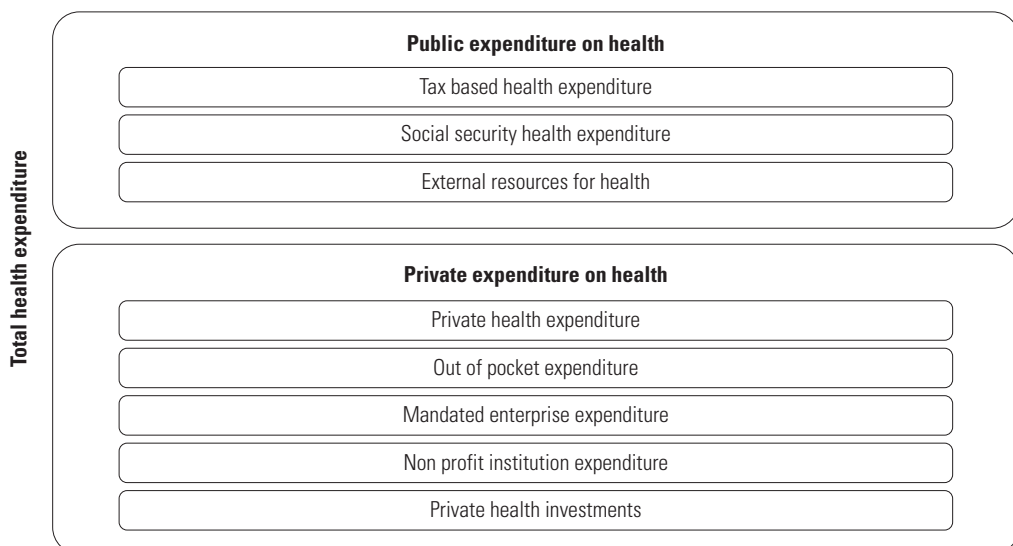 Total health expenditure
Public expenditure on health
Tax based health expenditure
Social security health expenditure
External resources for health
Private expenditure on health
Private health expenditure
Out of pocket expenditure
Mandated enterprise expenditure
Non profit institution expenditure
Private health investments